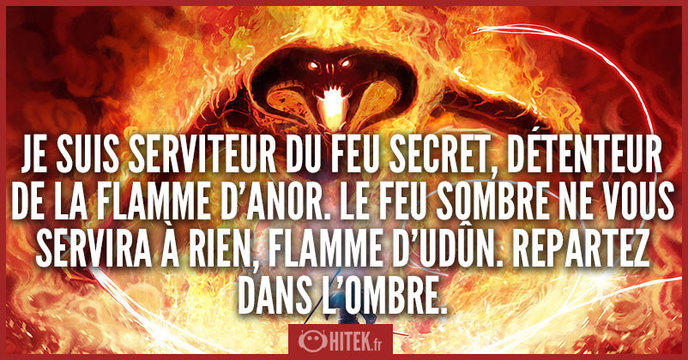 JE SUIS SERVITEUR DU FEU SECRET, DÉTENTEUR
DE LA FLAMME D'ANOR. LE FEU SOMBRE NE VOUS
SERVIRA À RIEN, FLAMME D'UDÛN. REPARTEZ
DANS L'OMBRE.
HITEK.fr